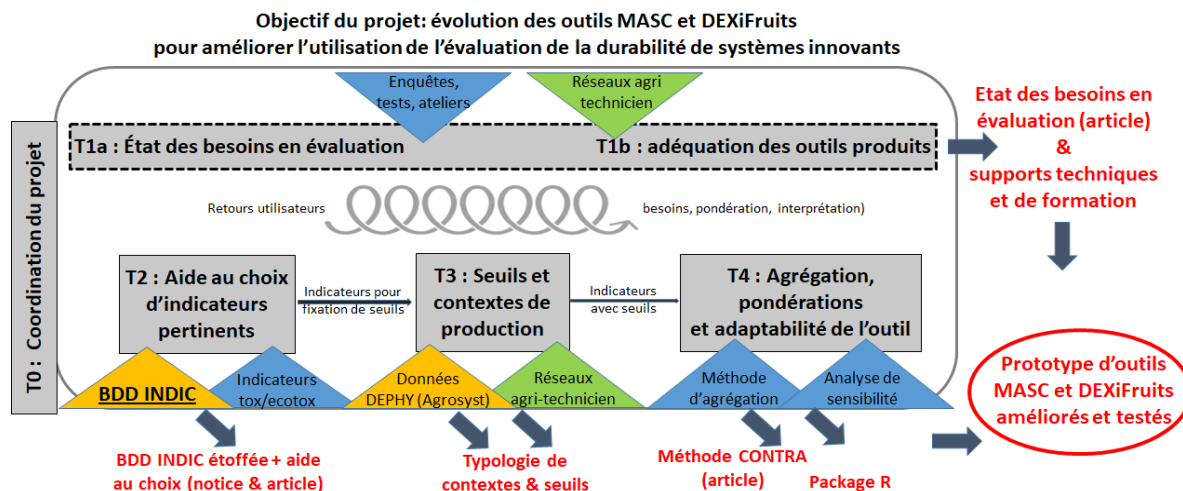 Objectif du projet: évolution des outils MASC et DEXiFruits
pour améliorer l'utilisation de l'évaluation de la durabilité de systèmes innovants
T0 : Coordination du projet
Enquêtes,
tests, ateliers
Réseaux agri
technicien
T1a : État des besoins en évaluation
T1b : adéquation des outils produits
Etat des besoins en
évaluation (article)
&
supports techniques
et de formation
Retours utilisateurs
besoins, pondération, interprétation)
T2 : Aide au choix
d'indicateurs
pertinents
Indicateurs pour
fixation de seuils
T3 : Seuils et
contextes de
production
Indicateurs
avec seuils
T4 : Agrégation,
pondérations
et adaptabilité de l'outil
BDD INDIC
Indicateurs
tox/ecotox
Données
DEPHY (Agrosyst)
Réseaux
agri-technicien
Méthode
d'agrégation
Analyse de
sensibilité
Prototype d'outils
MASC et DEXiFruits
améliorés et testés
BDD INDIC étoffée + aide
au choix (notice & article)
Typologie de
contextes & seuils
Méthode CONTRA
(article)
Package R